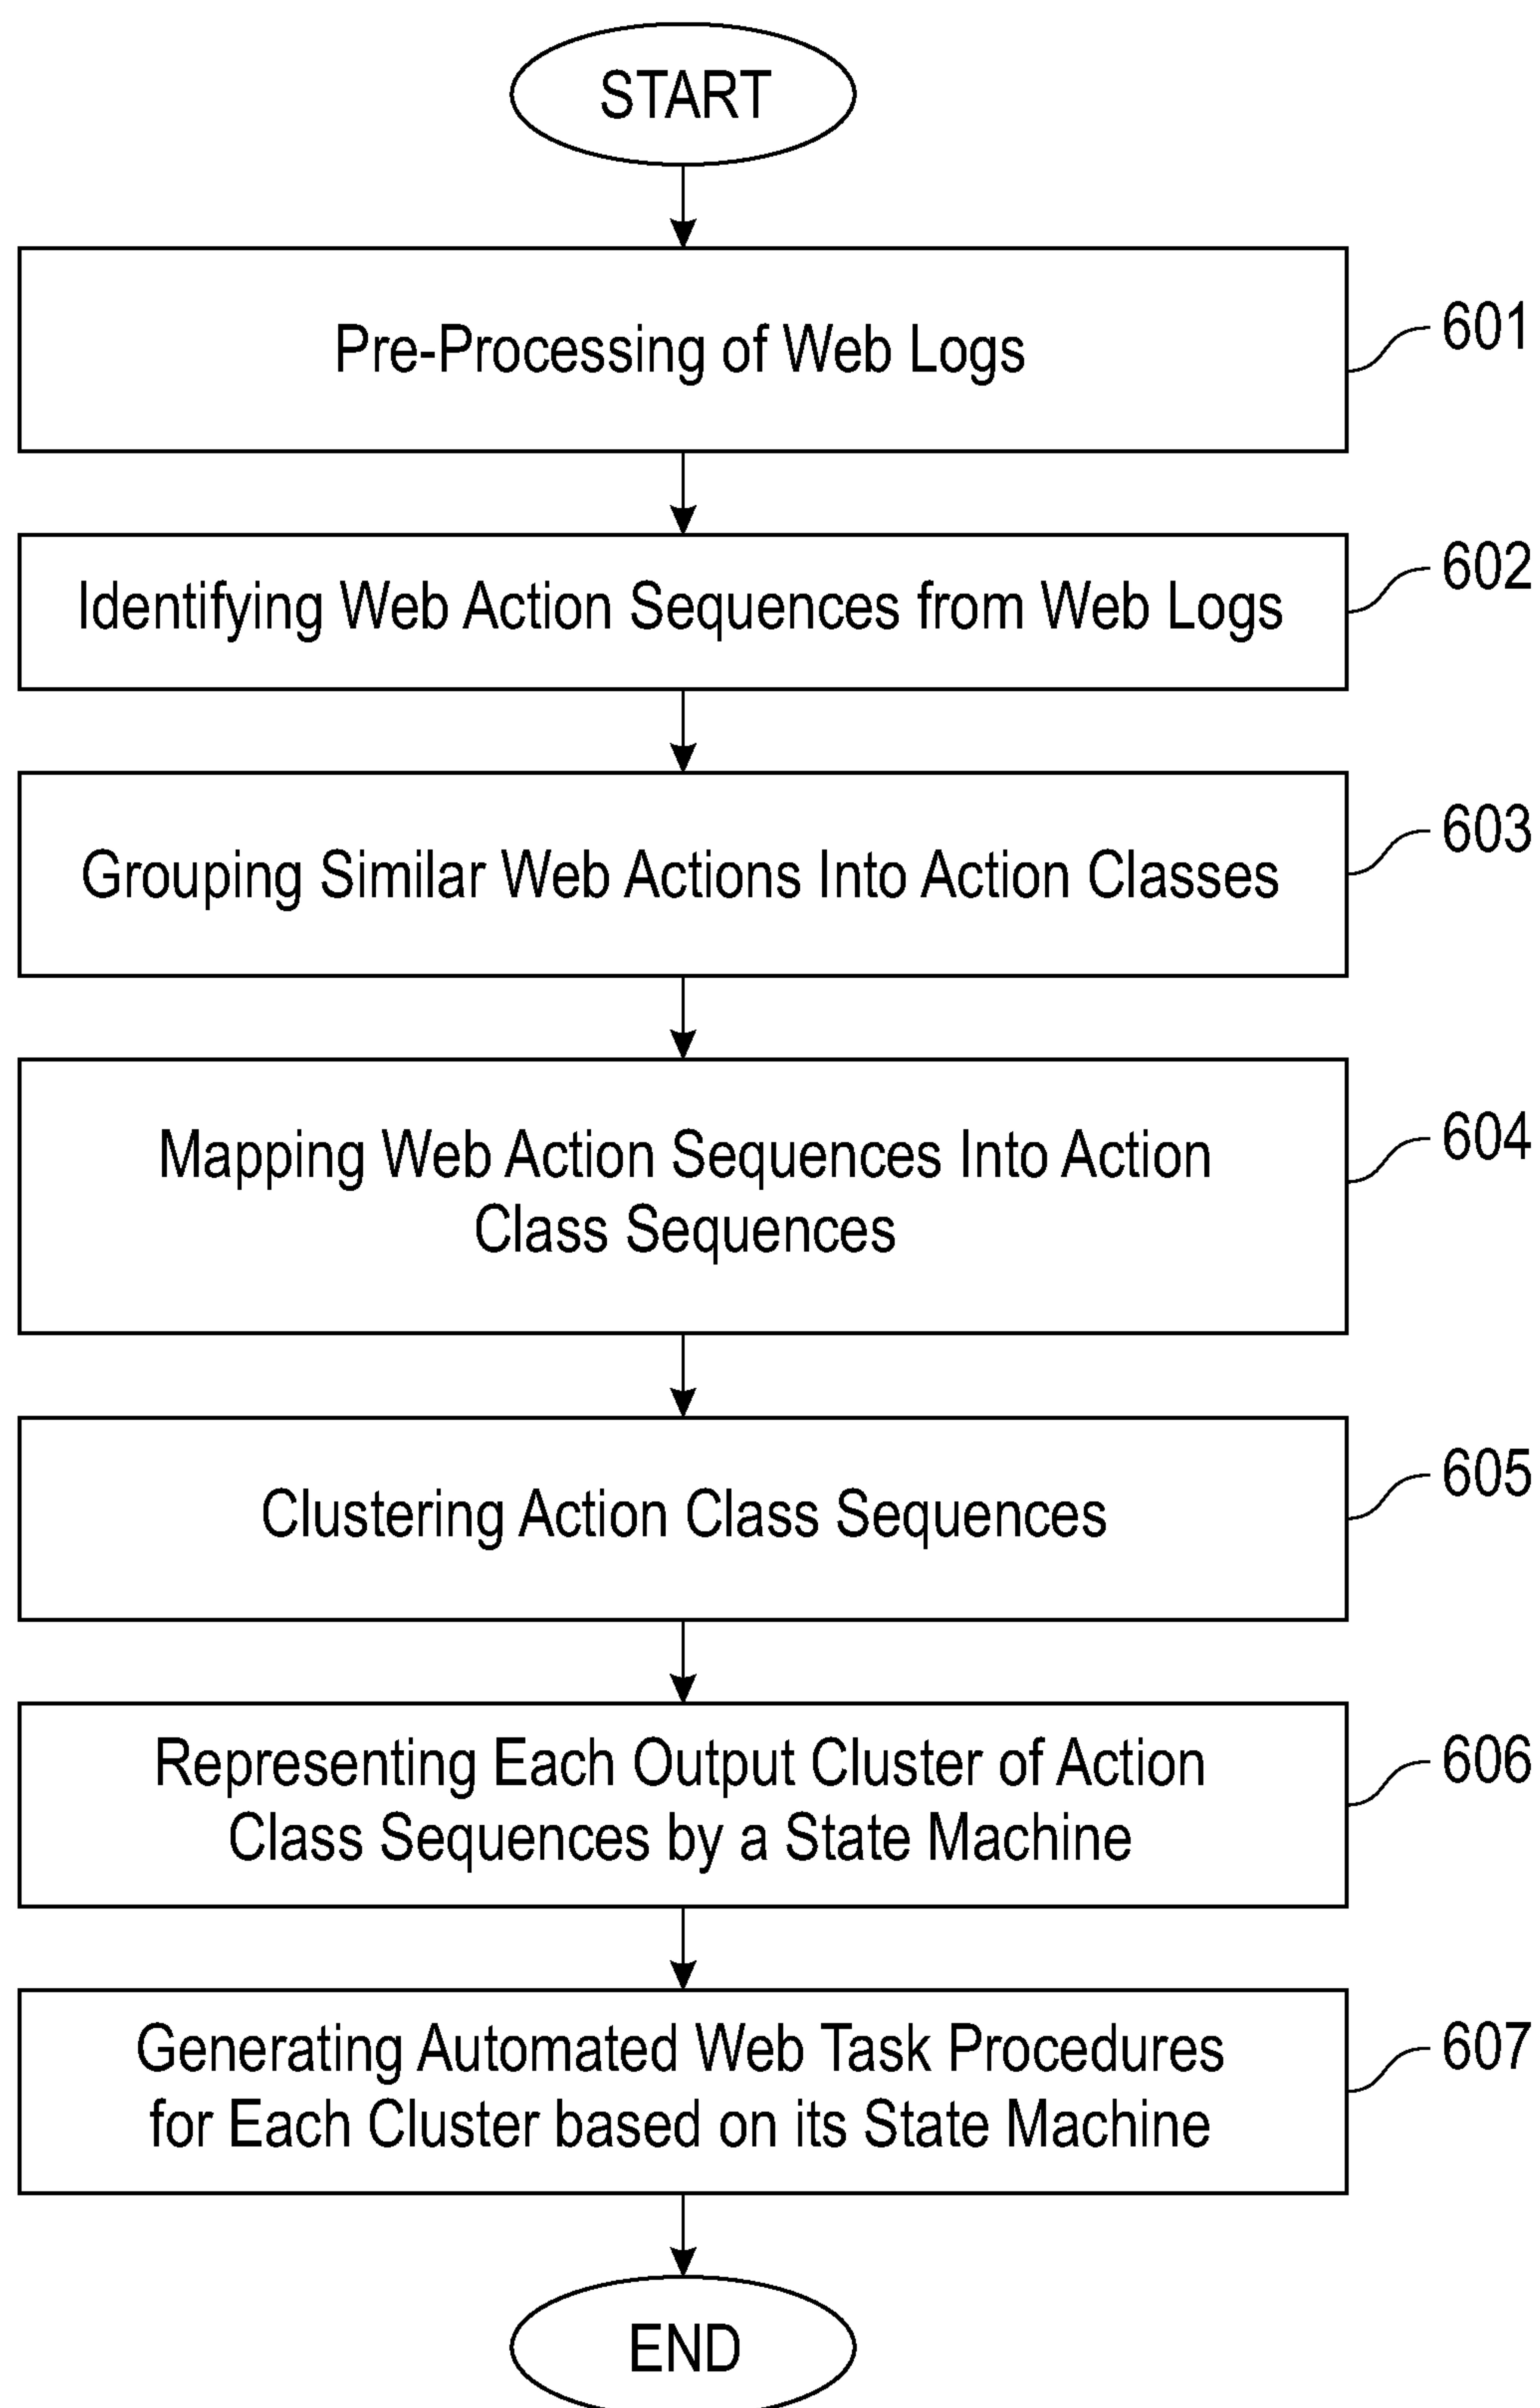 START
Pre-Processing of Web Logs
601
Identifying Web Action Sequences from Web Logs
602
Grouping Similar Web Actions Into Action Classes
603
Mapping Web Action Sequences Into Action
Class Sequences
604
Clustering Action Class Sequences
605
Representing Each Output Cluster of Action
Class Sequences by a State Machine
606
Generating Automated Web Task Procedures
for Each Cluster based on its State Machine
607
END